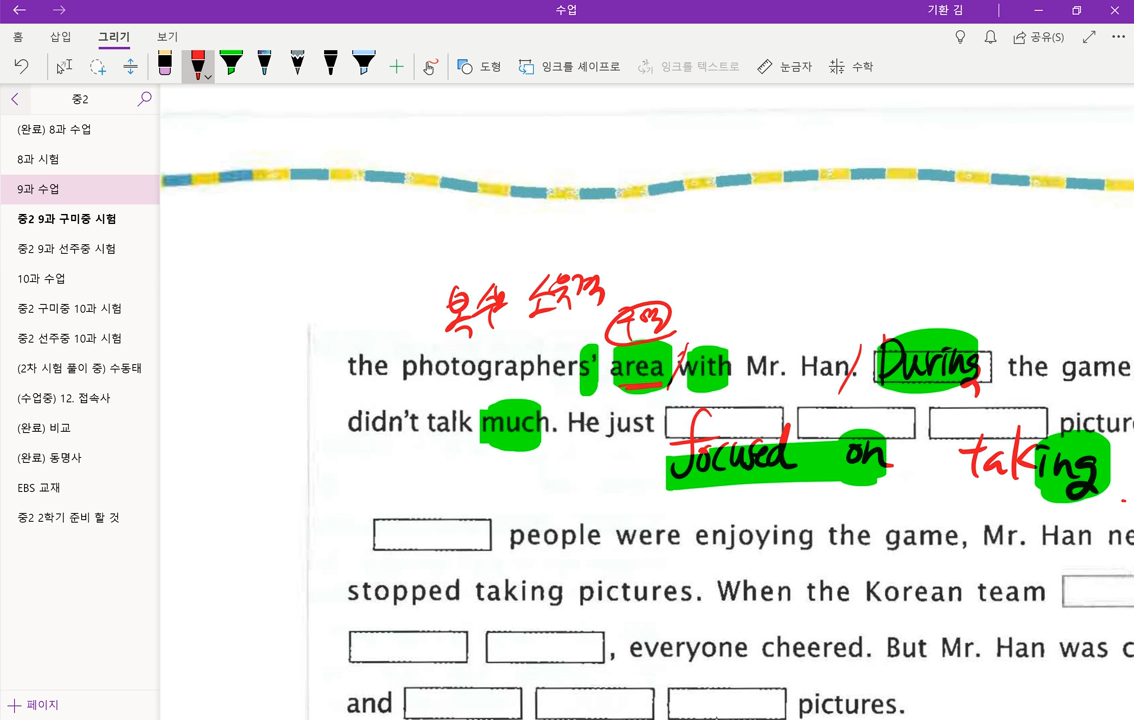 수업
기환 김
홈 삽입 그리기 보기
공유(S)
도형 잉크를 셰이프로 잉크를 텍스트로 눈금자 수학
중2
(완료) 8과 수업
8과 시험
9과 수업
중2 9과 구미중 시험
중2 9과 선주중 시험
10과 수업
중2 구미중 10과 시험
중2 선주중 10과 시험
(2차 시험 풀이 중) 수동태
(수업중) 12. 접속사
(완료) 비교
(완료) 동명사
EBS 교재
중2 2학기 준비 할 것
페이지
복수 소유격
the photographers' area with Mr. Han. During the game
didn't talk much. He just pictur
focused on taking
people were enjoying the game, Mr. Han ne
stopped taking pictures. When the Korean team
, everyone cheered. But Mr. Han was c
and pictures.